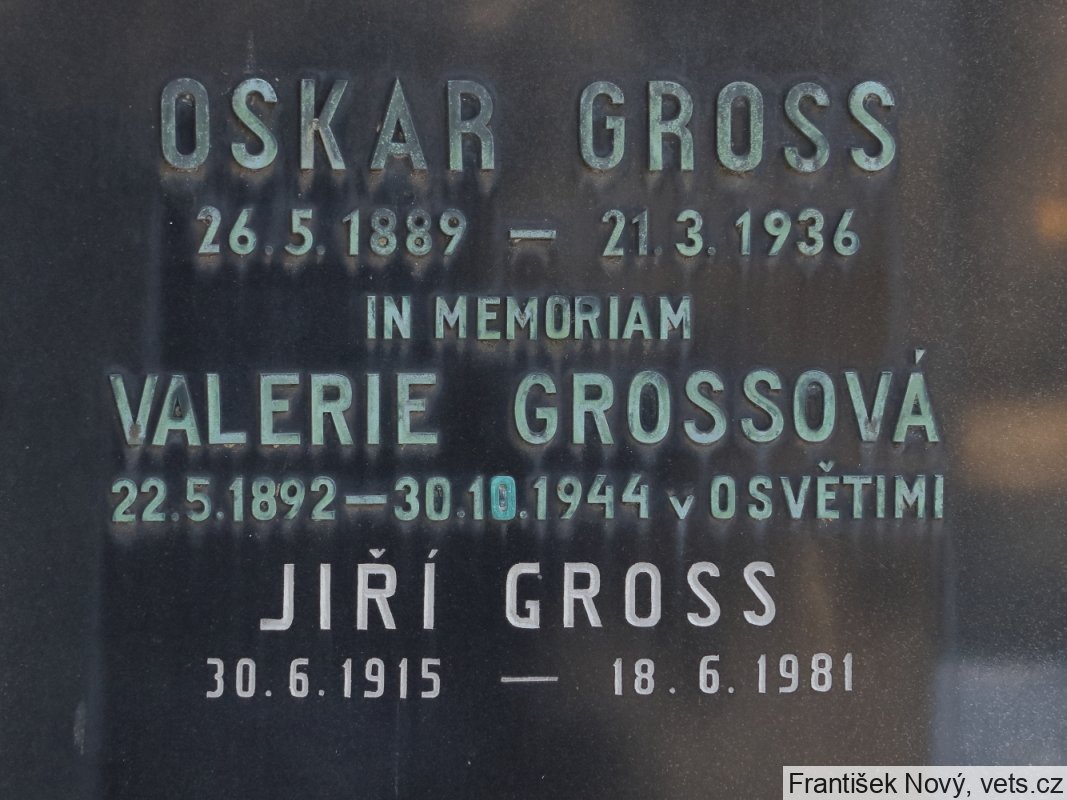 OSKAR GROSS
26.5.1889 — 21.3.1936
IN MEMORIAM
VALERIE GROSSOVÁ
22.5.1892 — 30.10.1944 v OSVĚTIMI
JIŘÍ GROSS
30.6.1915 — 18.6.1981
František Nový, vets.cz